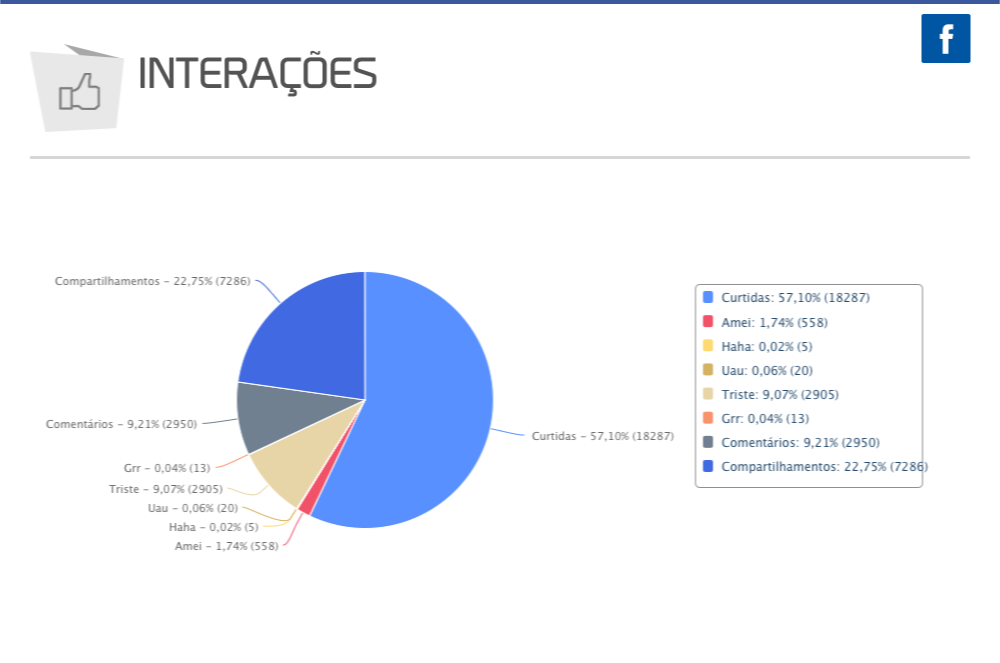 f
INTERAÇÕES
Compartilhamentos – 22,75% (7286)
Comentários – 9,21% (2950)
Grr – 0,04% (13)
Triste – 9,07% (2905)
Uau – 0,06% (20)
Haha – 0,02% (5)
Amei – 1,74% (558)
Curtidas – 57,10% (18287)
Curtidas: 57,10% (18287)
Amei: 1,74% (558)
Haha: 0,02% (5)
Uau: 0,06% (20)
Triste: 9,07% (2905)
Grr: 0,04% (13)
Comentários: 9,21% (2950)
Compartilhamentos: 22,75% (7286)